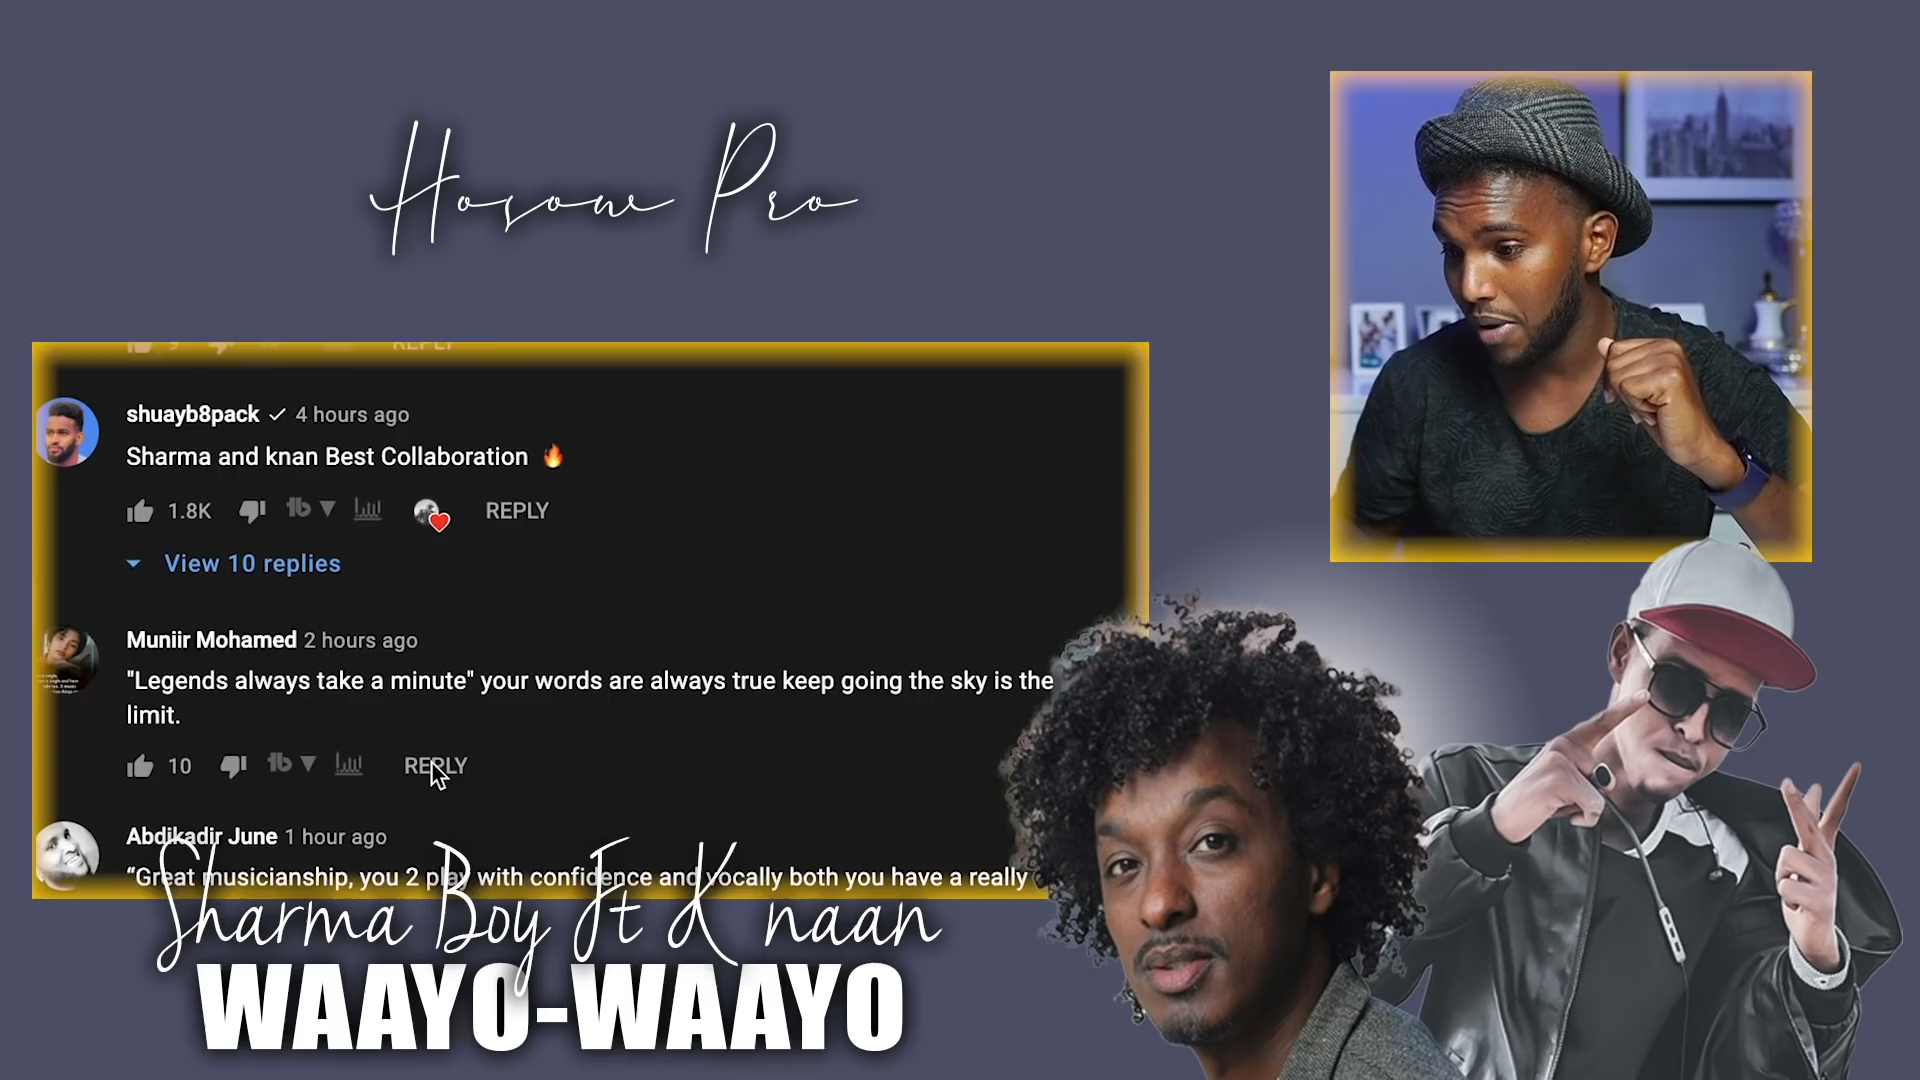 Hosow Pro
REPLY
shuayb8pack 4 hours ago
Sharma and knan Best Collaboration 🔥
1.8K REPLY
View 10 replies
Muniir Mohamed 2 hours ago
"Legends always take a minute" your words are always true keep going the sky is the
limit.
10 REPLY
Abdikadir June 1 hour ago
“Great musicianship, you 2 play with confidence and vocally both you have a really
Sharma Boy Ft K'naan
WAAYO-WAAYO